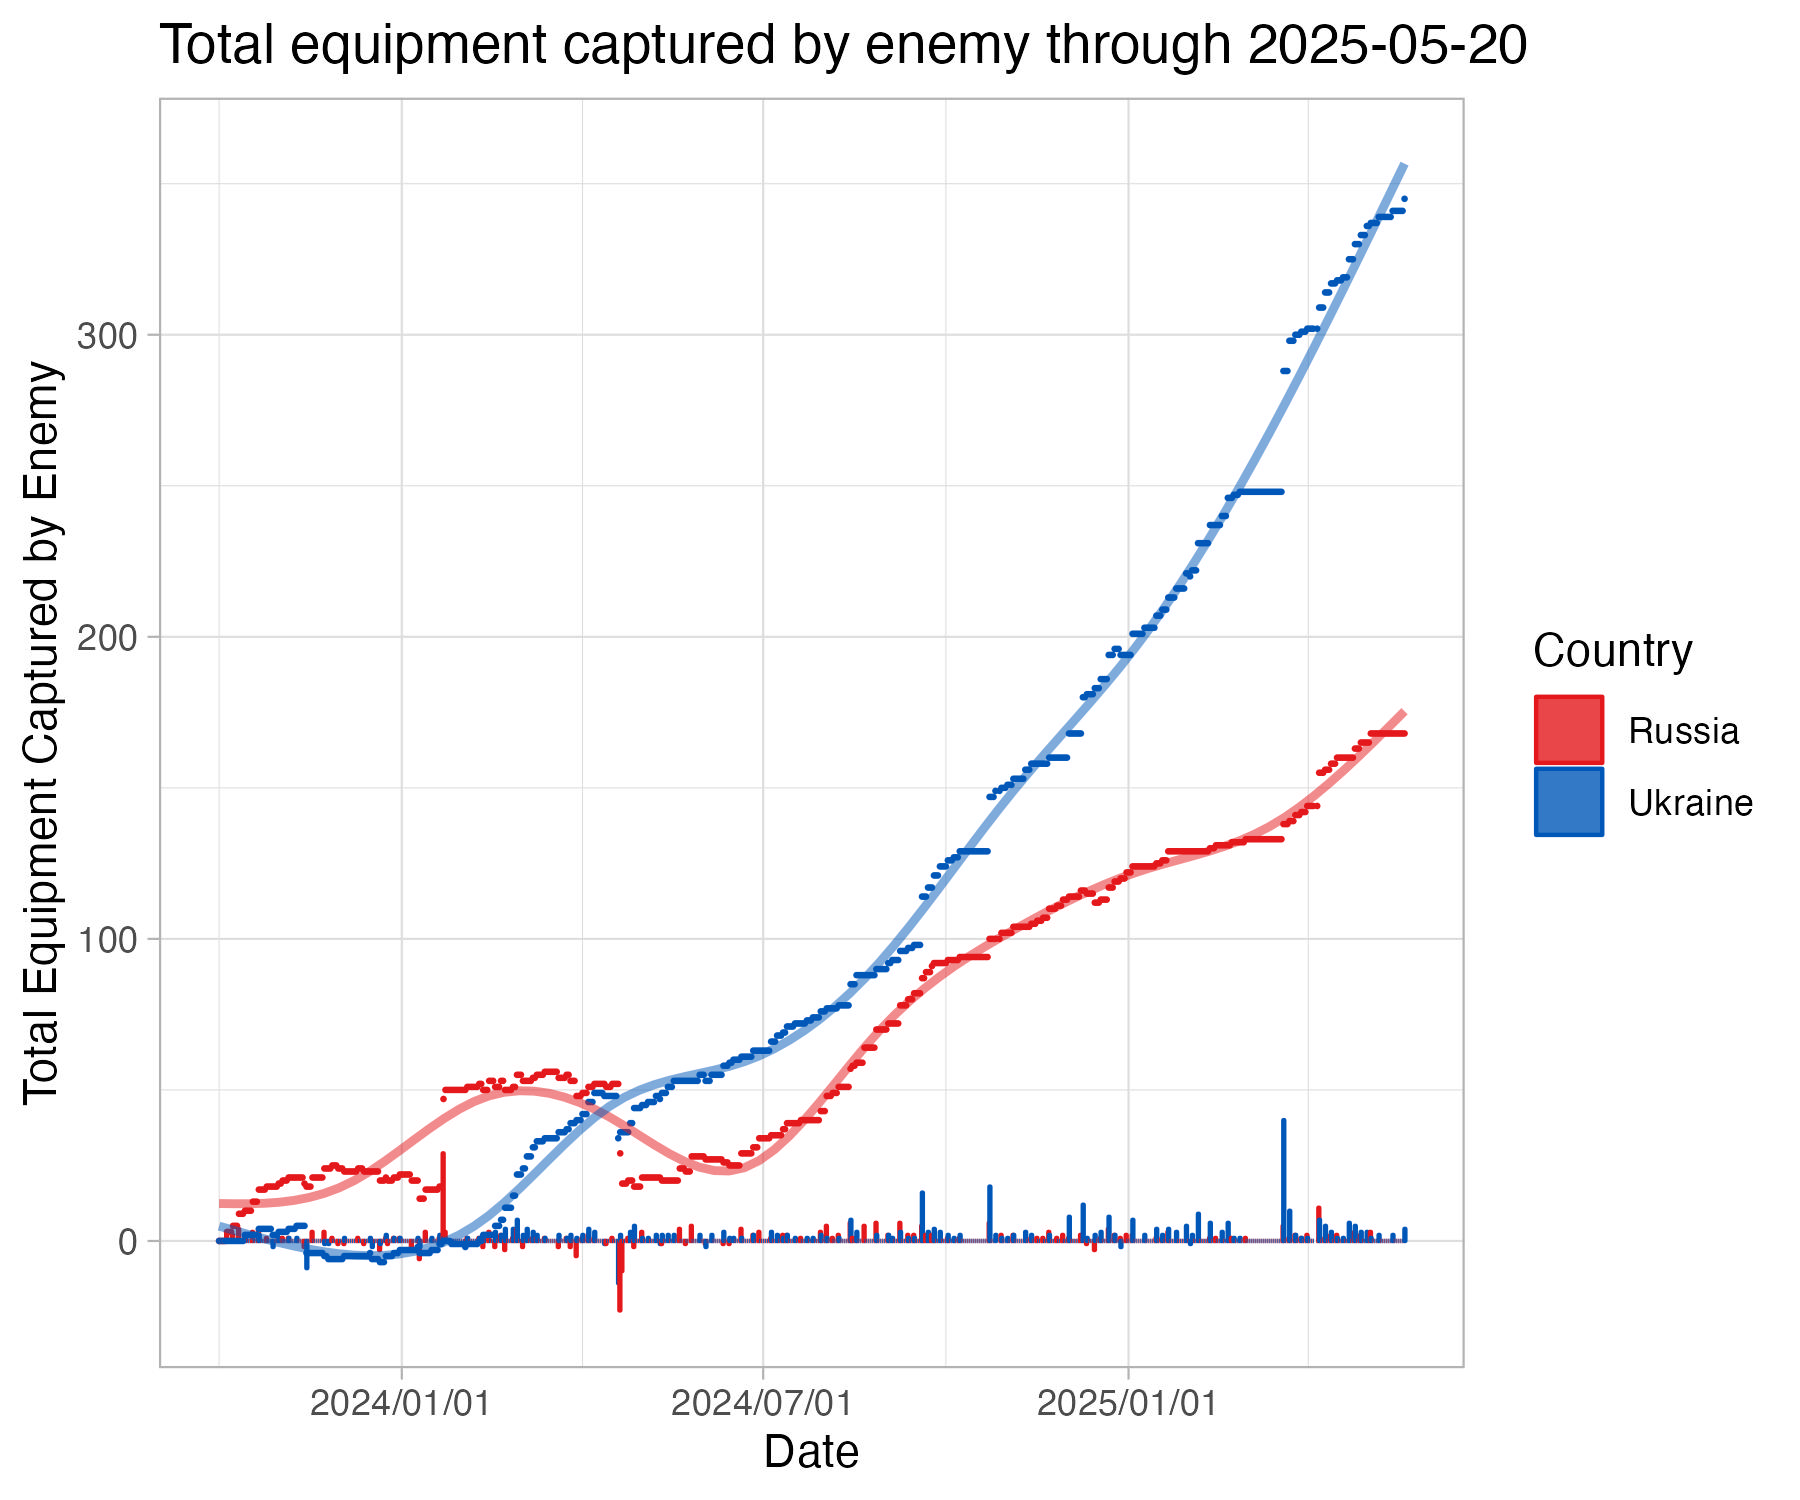 Total equipment captured by enemy through 2025-05-20
Total Equipment Captured by Enemy
300
200
100
0
2024/01/01
2024/07/01
2025/01/01
Date
Country
Russia
Ukraine